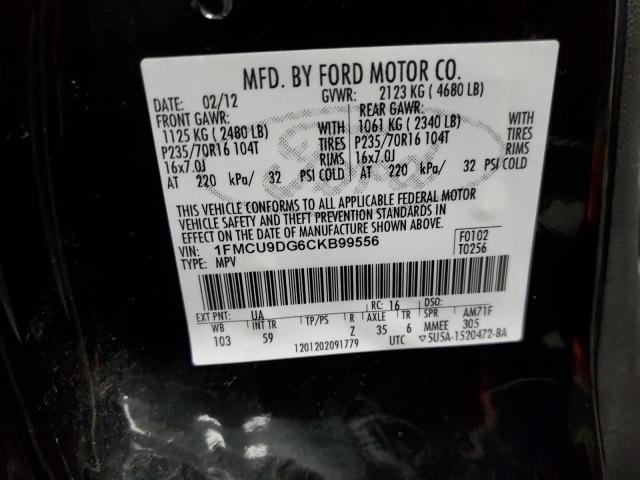 MFD. BY FORD MOTOR CO.
DATE: 02/12 GVWR: 2123 KG ( 4680 LB)
FRONT GAWR: REAR GAWR:
1125 KG ( 2480 LB) WITH 1061 KG ( 2340 LB) WITH
P235/70R16 104T TIRES P235/70R16 104T TIRES
16x7.0J RIMS 16x7.0J RIMS
AT 220 kPa/ 32 PSI COLD AT 220 kPa/ 32 PSI COLD
THIS VEHICLE CONFORMS TO ALL APPLICABLE FEDERAL MOTOR
VEHICLE SAFETY AND THEFT PREVENTION STANDARDS IN
EFFECT ON THE DATE OF MANUFACTURE SHOWN ABOVE.
VIN: 1FMCU9DG6CKB99556 F0102
TYPE: MPV T0256
EXT PNT: UA RC: 16 DSO:
WB INT TR TP/PS R AXLE TR SPR AM71F
103 59 Z 35 6 MMEE 305
1201202091779 UTC ▽5U5A-1520472-BA
Ford